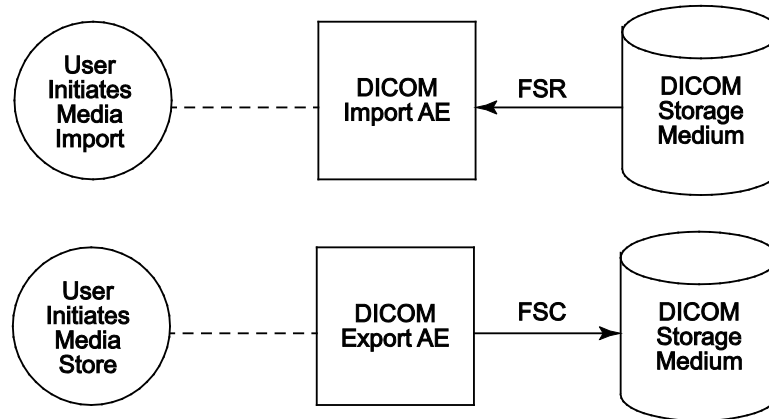 User
Initiates
Media
Import
DICOM
Import AE
FSR
DICOM
Storage
Medium
User
Initiates
Media
Store
DICOM
Export AE
FSC
DICOM
Storage
Medium